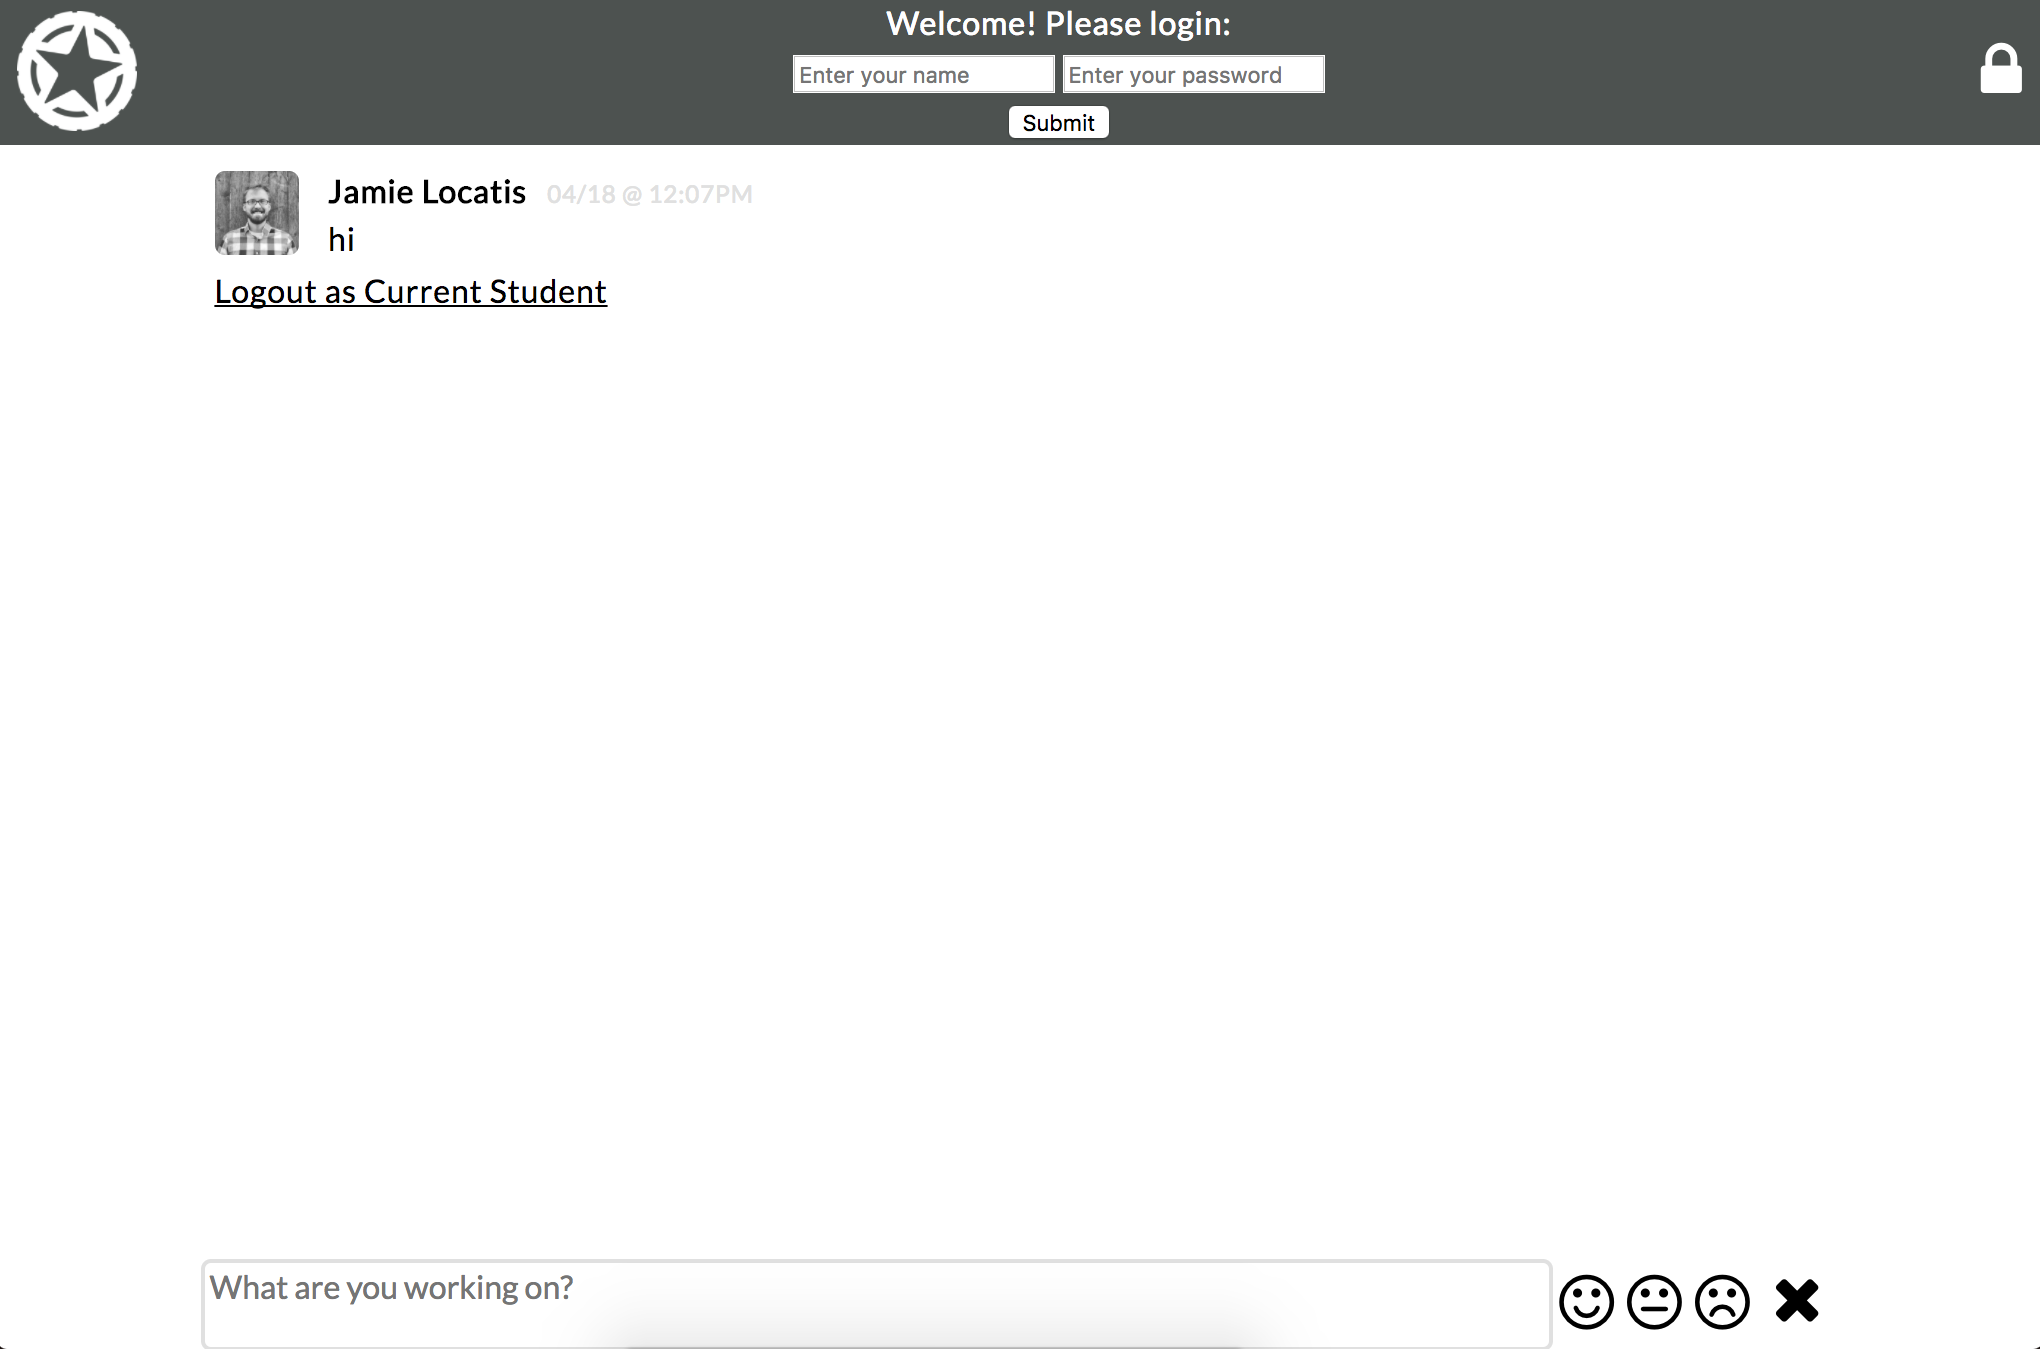 Welcome! Please login:
Enter your name Enter your password
Submit
Jamie Locatis 04/18 @ 12:07PM
hi
Logout as Current Student
What are you working on?